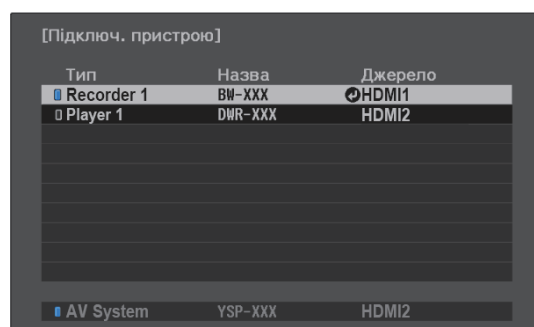 [Підключ. пристрою]
Тип Назва Джерело
Recorder 1 BW-XXX HDMI1
Player 1 DWR-XXX HDMI2
AV System YSP-XXX HDMI2